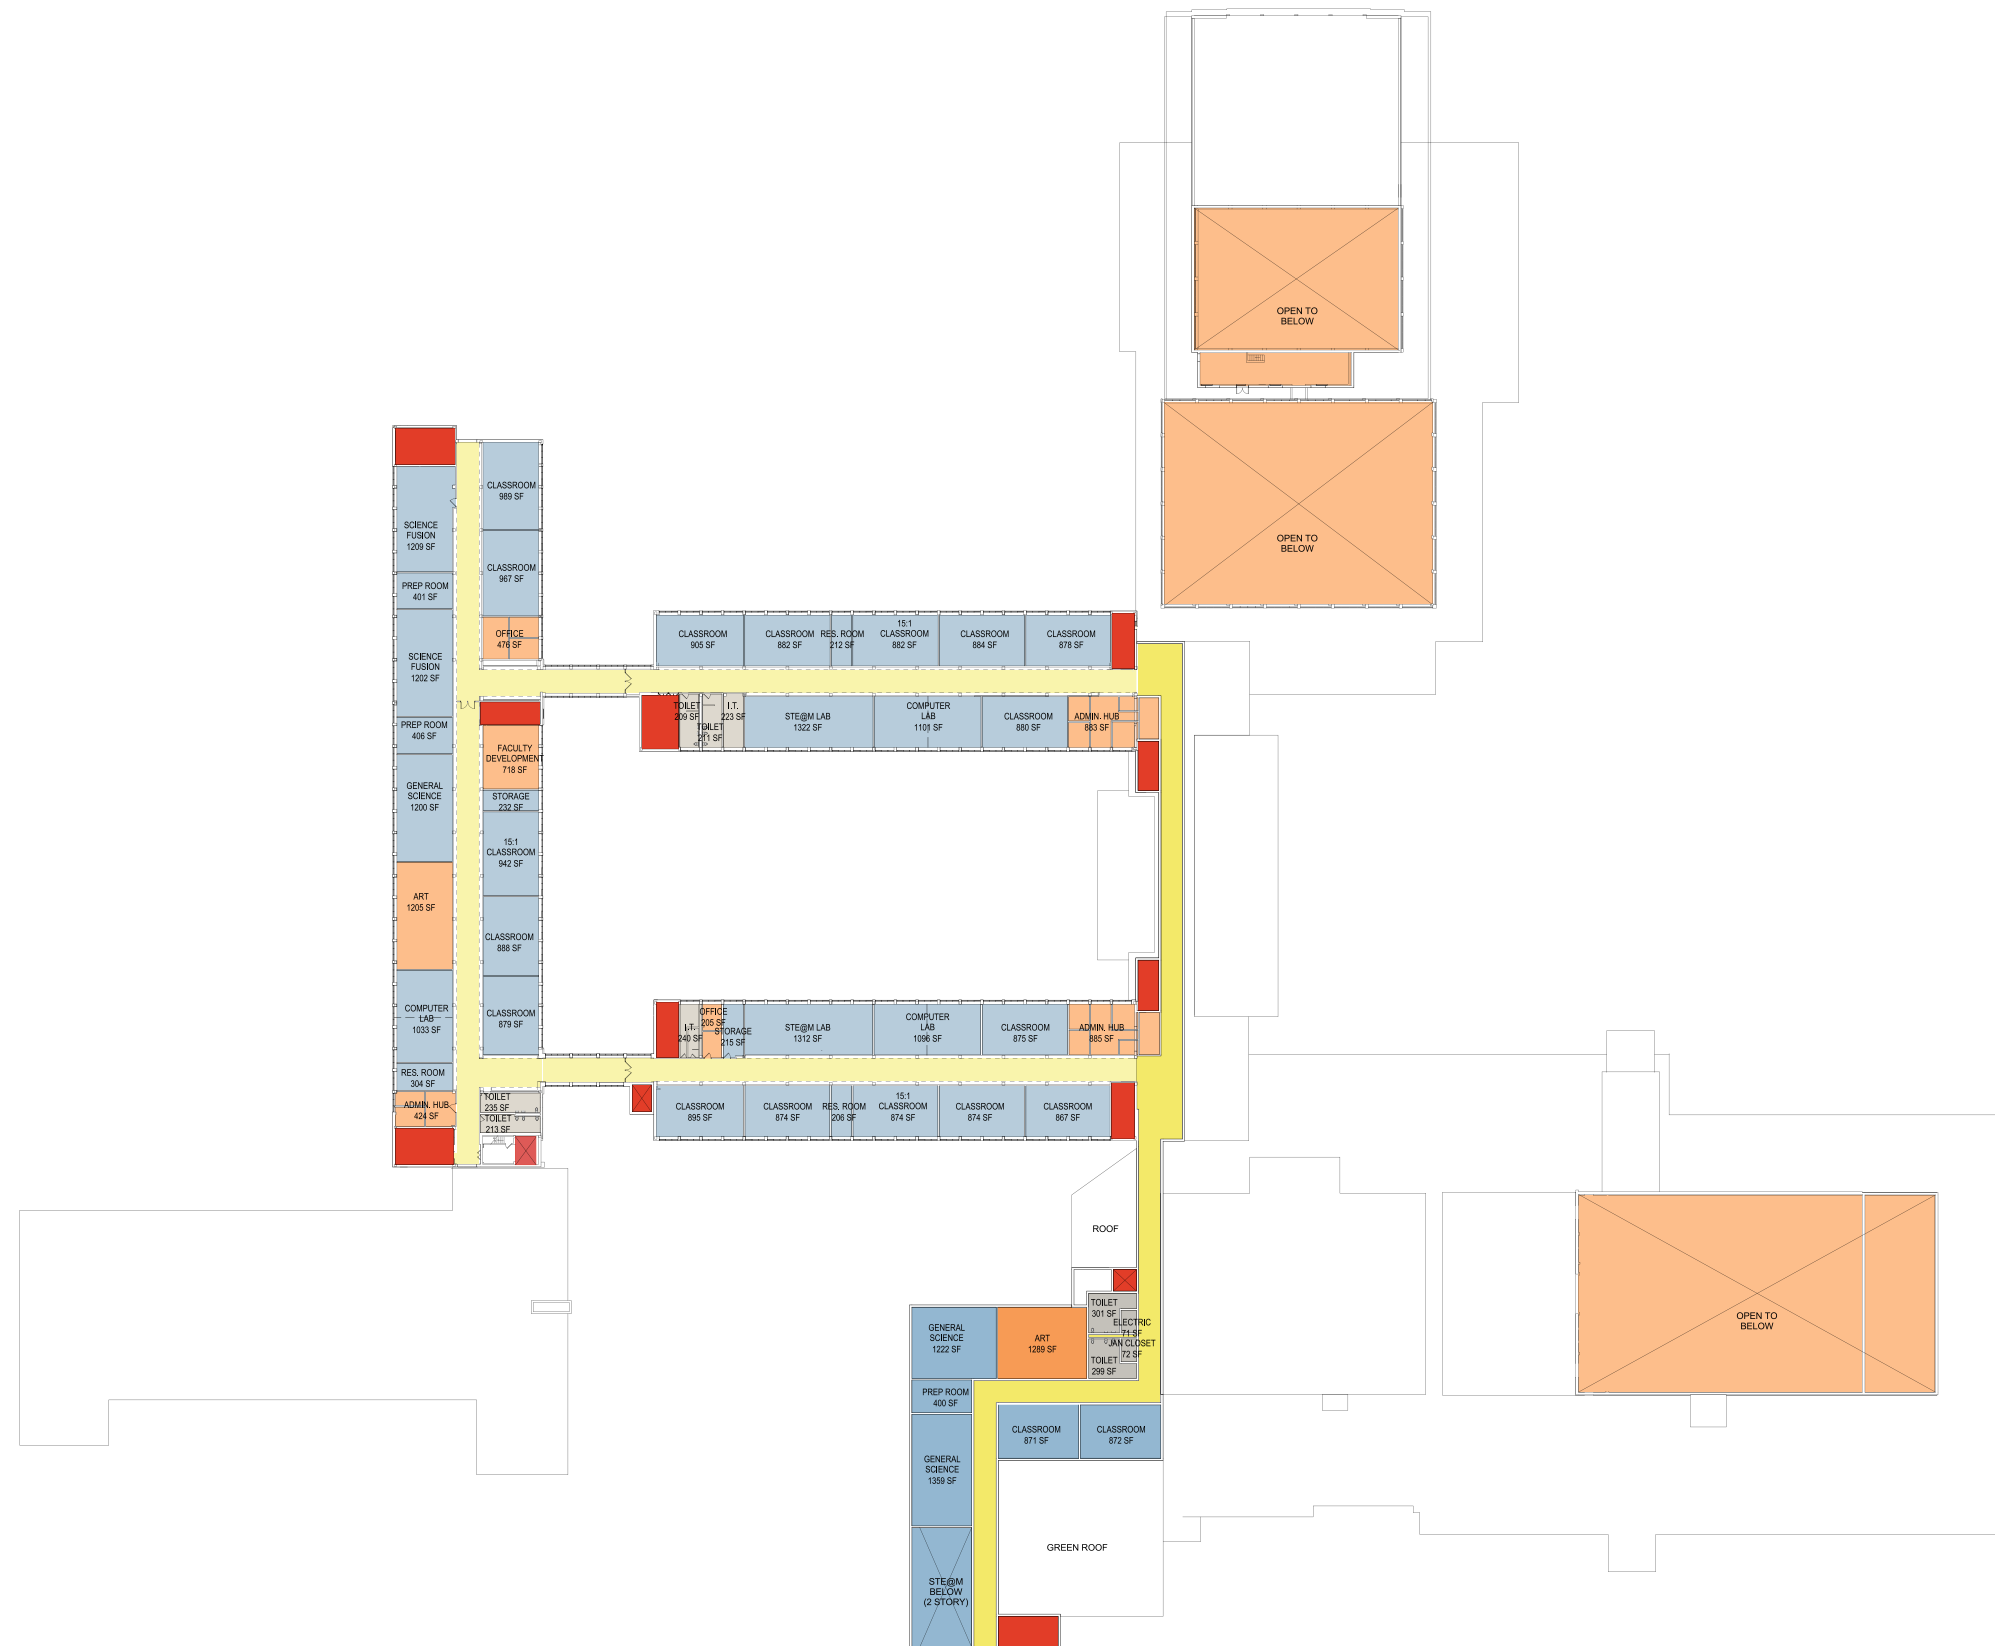 OPEN TO
BELOW
OPEN TO
BELOW
CLASSROOM
989 SF
SCIENCE
FUSION
1209 SF
CLASSROOM
967 SF
PREP ROOM
401 SF
OFFICE
476 SF
SCIENCE
FUSION
1202 SF
CLASSROOM
905 SF
CLASSROOM
882 SF
RES. ROOM
212 SF
15:1
CLASSROOM
882 SF
CLASSROOM
884 SF
CLASSROOM
878 SF
PREP ROOM
406 SF
TOILET
209 SF
TOILET
211 SF
I.T.
223 SF
STE@M LAB
1322 SF
COMPUTER
LAB
1101 SF
CLASSROOM
880 SF
ADMIN. HUB
883 SF
FACULTY
DEVELOPMENT
718 SF
GENERAL
SCIENCE
1200 SF
STORAGE
232 SF
15:1
CLASSROOM
942 SF
ART
1205 SF
CLASSROOM
888 SF
COMPUTER
LAB
1033 SF
CLASSROOM
879 SF
I.T.
240 SF
OFFICE
205 SF
STORAGE
215 SF
STE@M LAB
1312 SF
COMPUTER
LAB
1096 SF
CLASSROOM
875 SF
ADMIN. HUB
885 SF
RES. ROOM
304 SF
ADMIN. HUB
424 SF
TOILET
235 SF
TOILET
213 SF
CLASSROOM
895 SF
CLASSROOM
874 SF
RES. ROOM
206 SF
15:1
CLASSROOM
874 SF
CLASSROOM
874 SF
CLASSROOM
867 SF
ROOF
TOILET
301 SF
ELECTRIC
71 SF
JAN CLOSET
72 SF
TOILET
299 SF
GENERAL
SCIENCE
1222 SF
ART
1289 SF
OPEN TO
BELOW
PREP ROOM
400 SF
CLASSROOM
871 SF
CLASSROOM
872 SF
GENERAL
SCIENCE
1359 SF
GREEN ROOF
STE@M
BELOW
(2 STORY)